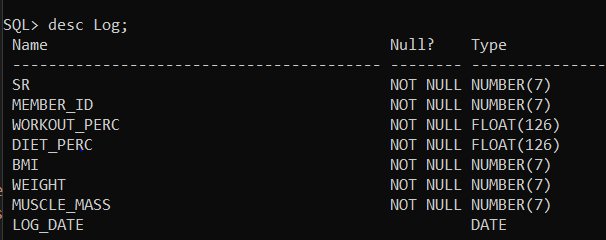 SQL> desc Log;
Name Null? Type
----------------------------------------- -------- ---------------
SR NOT NULL NUMBER(7)
MEMBER_ID NOT NULL NUMBER(7)
WORKOUT_PERC NOT NULL FLOAT(126)
DIET_PERC NOT NULL FLOAT(126)
BMI NOT NULL NUMBER(7)
WEIGHT NOT NULL NUMBER(7)
MUSCLE_MASS NOT NULL NUMBER(7)
LOG_DATE DATE